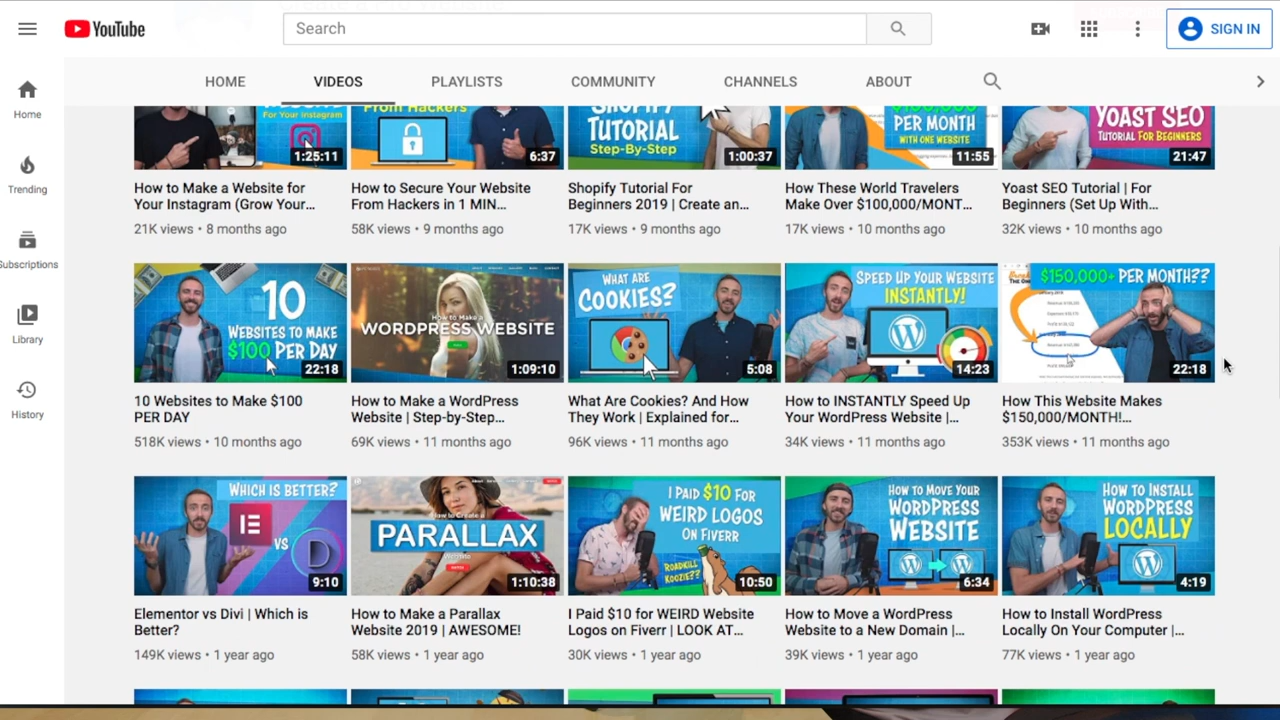 YouTube
Search
SIGN IN
HOME
VIDEOS
PLAYLISTS
COMMUNITY
CHANNELS
ABOUT
Home
Trending
Subscriptions
Library
History
For Your Instagram
1:25:11
How to Make a Website for
Your Instagram (Grow Your...
21K views • 8 months ago
From Hackers
6:37
How to Secure Your Website
From Hackers in 1 MIN...
58K views • 9 months ago
SHOPIFY
TUTORIAL
Step-By-Step
1:00:37
Shopify Tutorial For
Beginners 2019 | Create an...
17K views • 9 months ago
PER MONTH
WITH ONE WEBSITE
11:55
How These World Travelers
Make Over $100,000/MONT...
17K views • 10 months ago
YOAST SEO
TUTORIAL FOR BEGINNERS
21:47
Yoast SEO Tutorial | For
Beginners (Set Up With...
32K views • 10 months ago
10
WEBSITES TO MAKE
$100 PER DAY
22:18
10 Websites to Make $100
PER DAY
518K views • 10 months ago
How to Make a
WORDPRESS WEBSITE
1:09:10
How to Make a WordPress
Website | Step-by-Step...
69K views • 11 months ago
WHAT ARE
COOKIES?
5:08
What Are Cookies? And How
They Work | Explained for...
96K views • 11 months ago
SPEED UP YOUR WEBSITE
INSTANTLY!
14:23
How to INSTANTLY Speed Up
Your WordPress Website |...
34K views • 11 months ago
$150,000+ PER MONTH??
22:18
How This Website Makes
$150,000/MONTH!...
353K views • 11 months ago
WHICH IS BETTER?
VS
9:10
Elementor vs Divi | Which is
Better?
149K views • 1 year ago
How to Create a
PARALLAX
Website
1:10:38
How to Make a Parallax
Website 2019 | AWESOME!
58K views • 1 year ago
I PAID $10 FOR
WEIRD LOGOS
ON FIVERR
ROADKILL
KOOZIE??
10:50
I Paid $10 for WEIRD Website
Logos on Fiverr | LOOK AT...
30K views • 1 year ago
HOW TO MOVE YOUR
WORDPRESS
WEBSITE
6:34
How to Move a WordPress
Website to a New Domain |...
39K views • 1 year ago
HOW TO INSTALL
WORDPRESS
LOCALLY
4:19
How to Install WordPress
Locally On Your Computer |...
77K views • 1 year ago